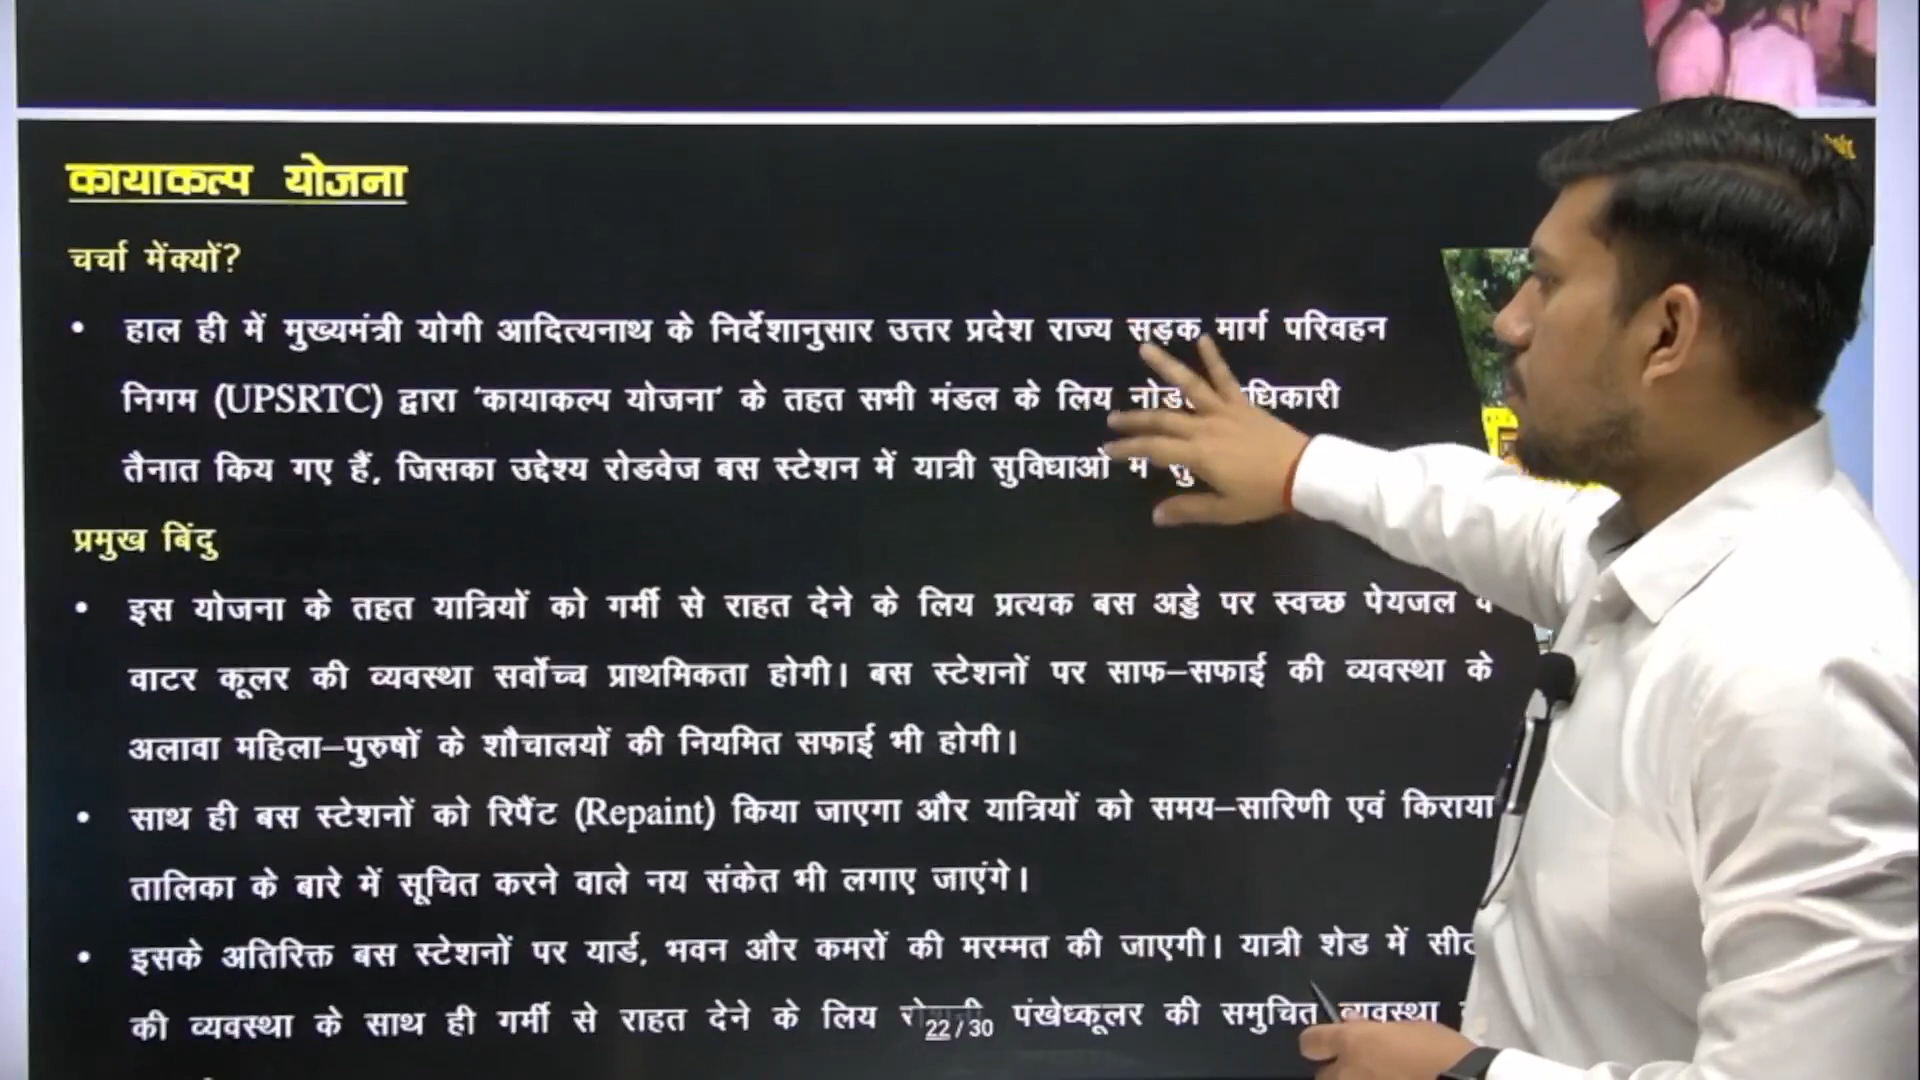 कायाकल्प योजना
चर्चा में क्यों?
• हाल ही में मुख्यमंत्री योगी आदित्यनाथ के निर्देशानुसार उत्तर प्रदेश राज्य सड़क मार्ग परिवहन
निगम (UPSRTC) द्वारा 'कायाकल्प योजना' के तहत सभी मंडल के लिय
तैनात किय गए हैं, जिसका उद्देश्य रोडवेज बस स्टेशन में यात्री सुविधाओं
प्रमुख बिंदु
• इस योजना के तहत यात्रियों को गर्मी से राहत देने के लिय प्रत्यक बस अड्डे पर स्वच्छ पेयजल
वाटर कूलर की व्यवस्था सर्वोच्च प्राथमिकता होगी। बस स्टेशनों पर साफ–सफाई की व्यवस्था के
अलावा महिला–पुरुषों के शौचालयों की नियमित सफाई भी होगी।
• साथ ही बस स्टेशनों को रिपैंट (Repaint) किया जाएगा और यात्रियों को समय–सारिणी एवं किराया
तालिका के बारे में सूचित करने वाले नय संकेत भी लगाए जाएंगे।
• इसके अतिरिक्त बस स्टेशनों पर यार्ड, भवन और कमरों की मरम्मत की जाएगी। यात्री शेड में
की व्यवस्था के साथ ही गर्मी से राहत देने के लिय पंखेध्कूलर की समुचित व्यवस्था
22 / 30